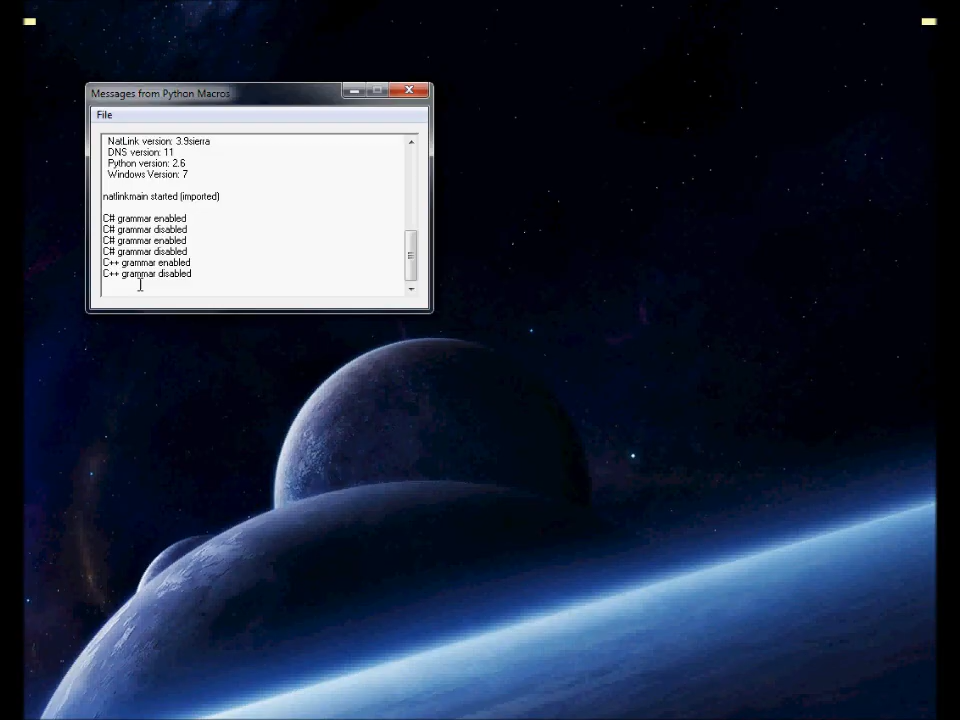 Messages from Python Macros
File
NatLink version: 3.9sierra
DNS version: 11
Python version: 2.6
Windows Version: 7
natlinkmain started (imported)
C# grammar enabled
C# grammar disabled
C# grammar enabled
C# grammar disabled
C++ grammar enabled
C++ grammar disabled